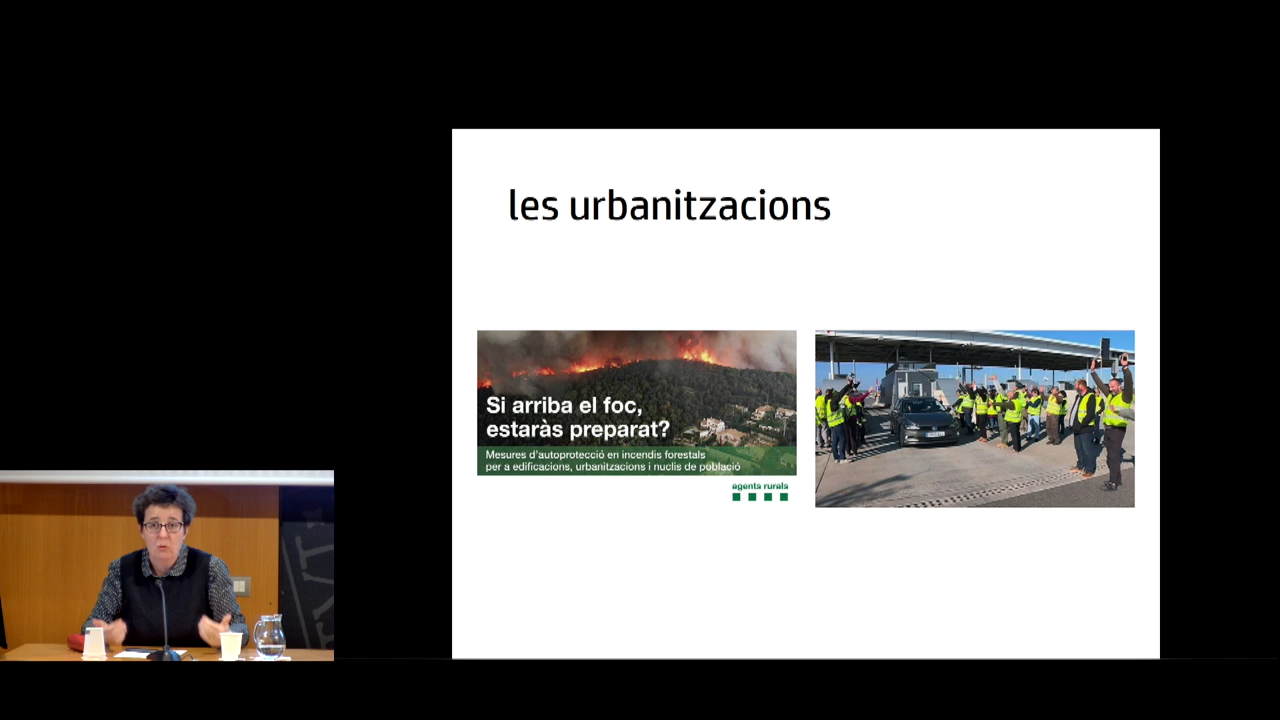 les urbanitzacions
Si arriba el foc,
estaràs preparat?
Mesures d'autoprotecció en incendis forestals
per a edificacions, urbanitzacions i nuclis de població
agents rurals